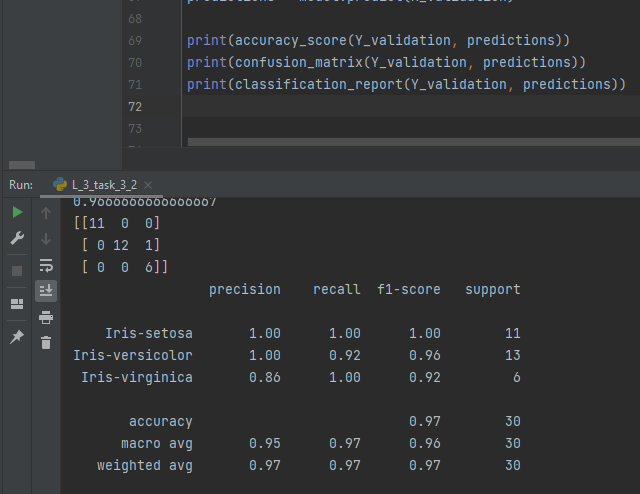 68
69 print(accuracy_score(Y_validation, predictions))
70 print(confusion_matrix(Y_validation, predictions))
71 print(classification_report(Y_validation, predictions))
72
73
Run: L_3_task_3_2
0.9666666666666667
[[11  0  0]
 [ 0 12  1]
 [ 0  0  6]]
precision recall f1-score support
Iris-setosa 1.00 1.00 1.00 11
Iris-versicolor 1.00 0.92 0.96 13
Iris-virginica 0.86 1.00 0.92 6
accuracy 0.97 30
macro avg 0.95 0.97 0.96 30
weighted avg 0.97 0.97 0.97 30